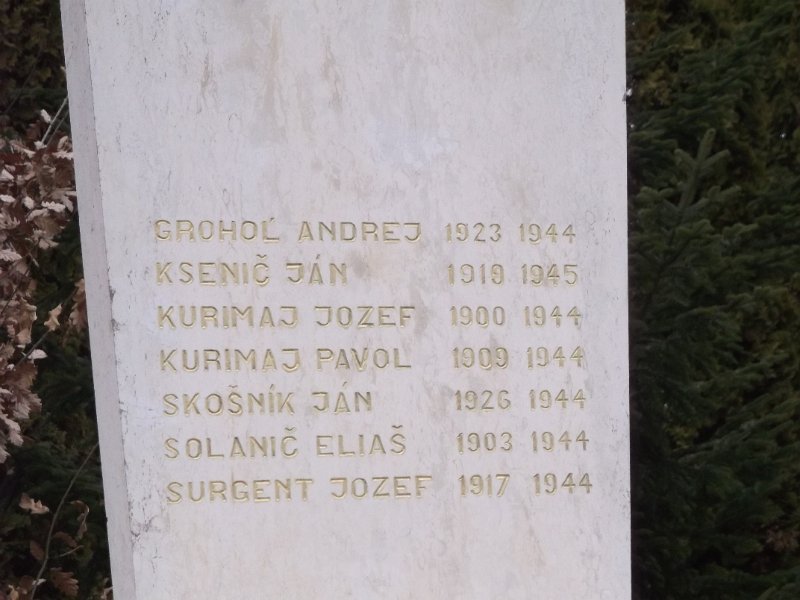 GROHOĽ ANDREJ 1923 1944
KSENIČ JÁN 1919 1945
KURIMAJ JOZEF 1900 1944
KURIMAJ PAVOL 1909 1944
SKOŠNÍK JÁN 1926 1944
SOLANIČ ELIAŠ 1903 1944
SURGENT JOZEF 1917 1944